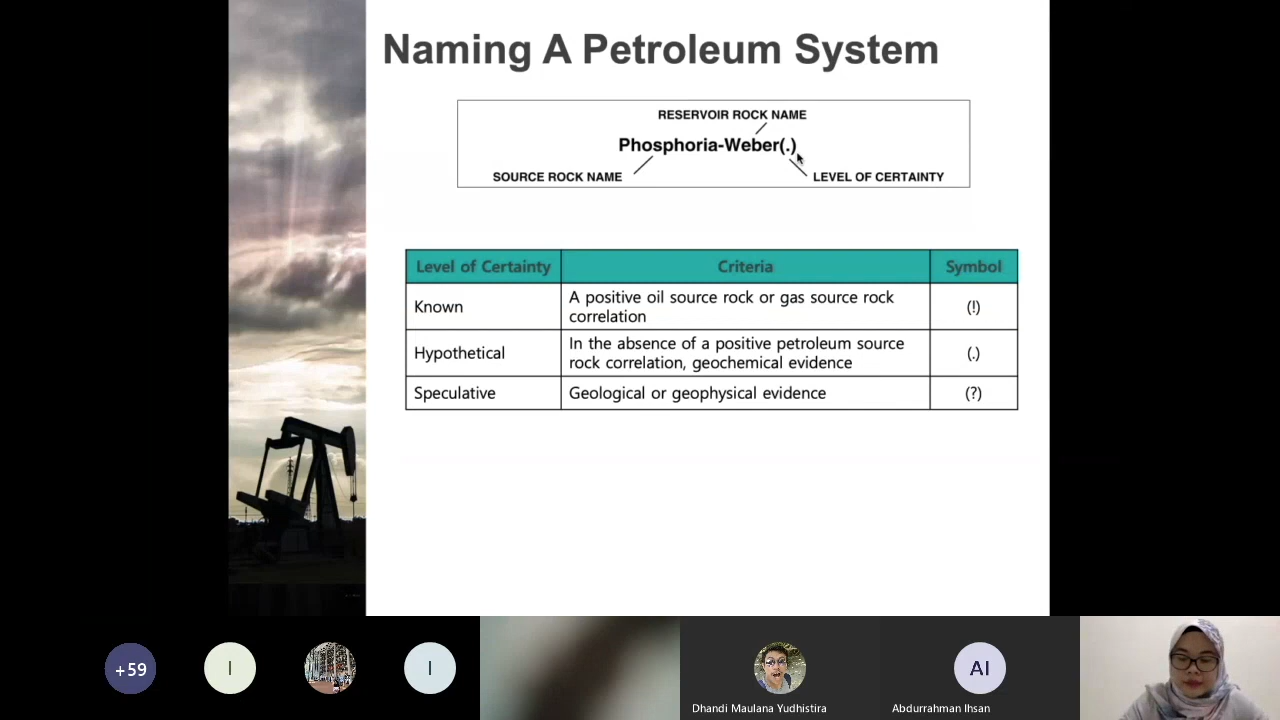 Naming A Petroleum System
RESERVOIR ROCK NAME
Phosphoria-Weber(.)
SOURCE ROCK NAME
LEVEL OF CERTAINTY
Level of Certainty Criteria Symbol
Known A positive oil source rock or gas source rock (!)
correlation
Hypothetical In the absence of a positive petroleum source (.)
rock correlation, geochemical evidence
Speculative Geological or geophysical evidence (?)
+59
I
I
AI
Dhandi Maulana Yudhistira
Abdurrahman Ihsan